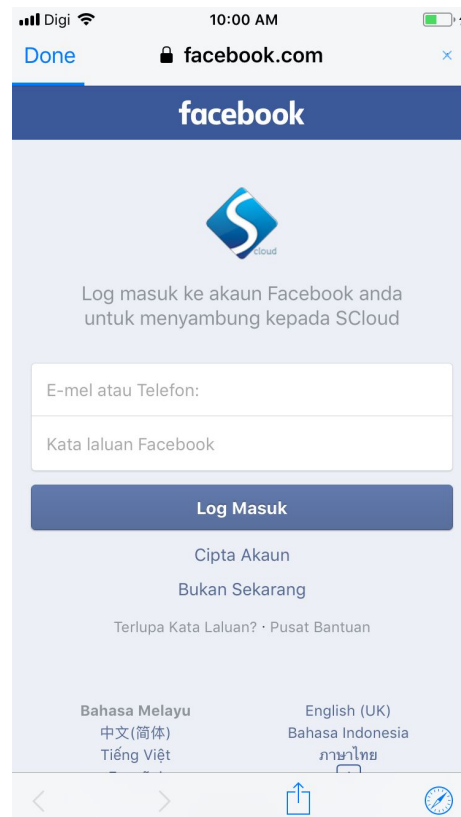 Digi 10:00 AM
Done facebook.com
facebook
S
cloud
Log masuk ke akaun Facebook anda
untuk menyambung kepada SCloud
E-mel atau Telefon:
Kata laluan Facebook
Log Masuk
Cipta Akaun
Bukan Sekarang
Terlupa Kata Laluan? · Pusat Bantuan
Bahasa Melayu English (UK)
中文(简体) Bahasa Indonesia
Tiếng Việt ภาษาไทย